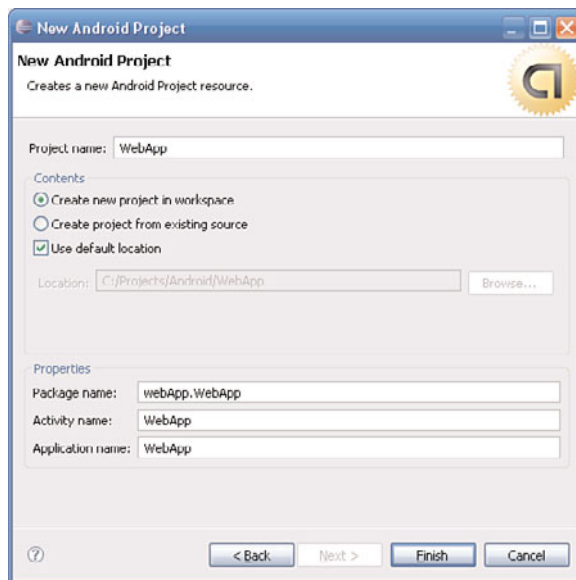 New Android Project
New Android Project
Creates a new Android Project resource.
Project name: WebApp
Contents
Create new project in workspace
Create project from existing source
Use default location
Location: C:/Projects/Android/WebApp Browse...
Properties
Package name: webApp.WebApp
Activity name: WebApp
Application name: WebApp
? < Back Next > Finish Cancel